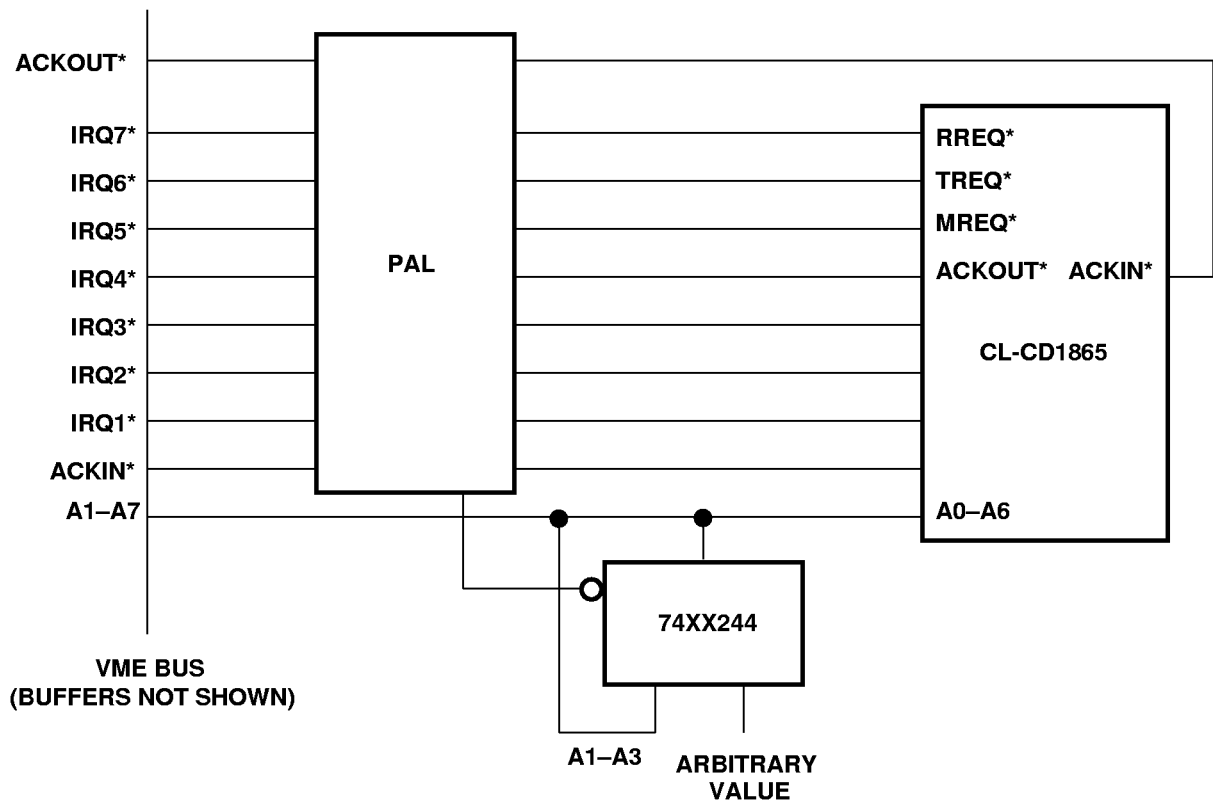 ACKOUT*
IRQ7*
RREQ*
IRQ6*
TREQ*
IRQ5*
MREQ*
PAL
IRQ4*
ACKOUT* ACKIN*
IRQ3*
CL-CD1865
IRQ2*
IRQ1*
ACKIN*
A1–A7
A0–A6
74XX244
VME BUS
(BUFFERS NOT SHOWN)
A1–A3
ARBITRARY
VALUE